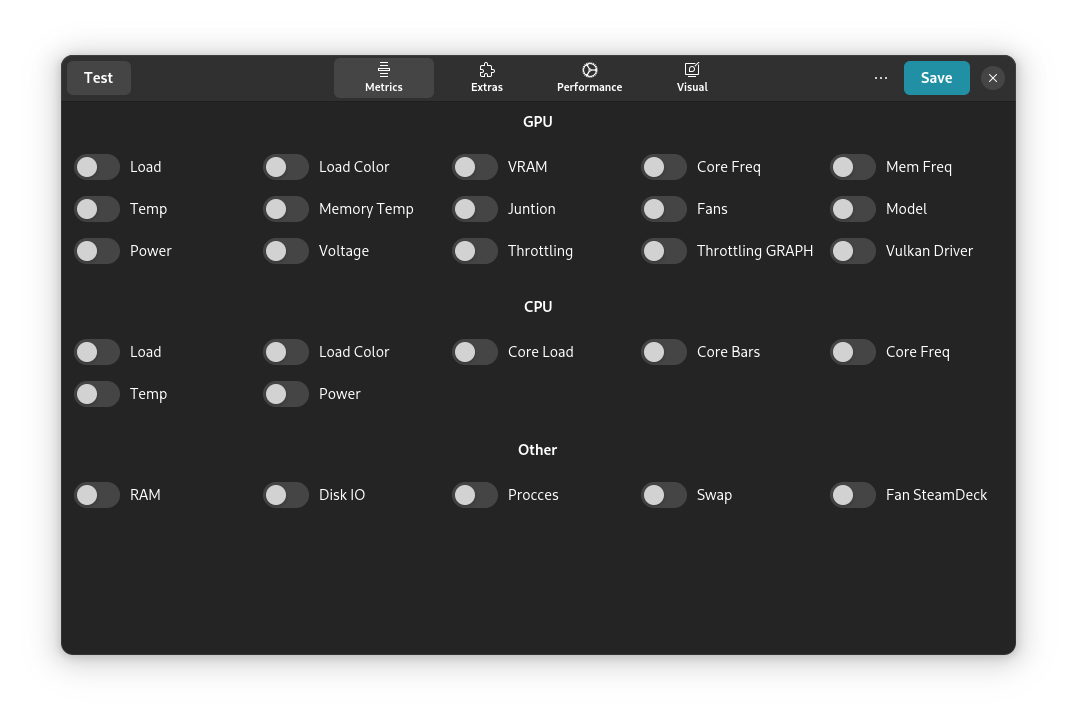 Test
Metrics
Extras
Performance
Visual
Save
GPU
Load Load Color VRAM Core Freq Mem Freq
Temp Memory Temp Juntion Fans Model
Power Voltage Throttling Throttling GRAPH Vulkan Driver
CPU
Load Load Color Core Load Core Bars Core Freq
Temp Power
Other
RAM Disk IO Procces Swap Fan SteamDeck